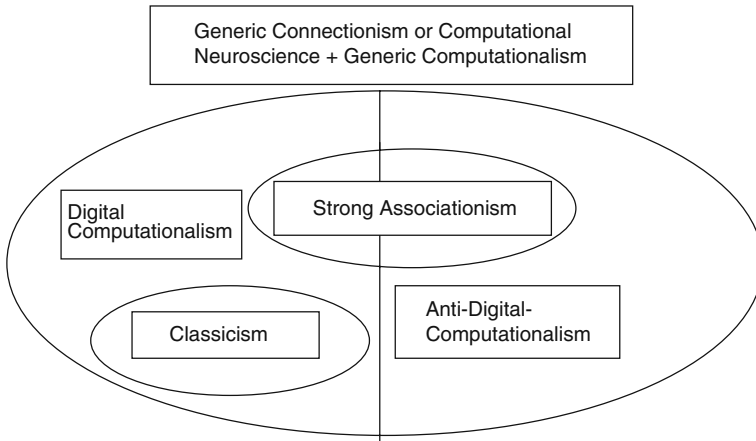 Generic Connectionism or Computational
Neuroscience + Generic Computationalism
Digital
Computationalism
Strong Associationism
Classicism
Anti-Digital-
Computationalism